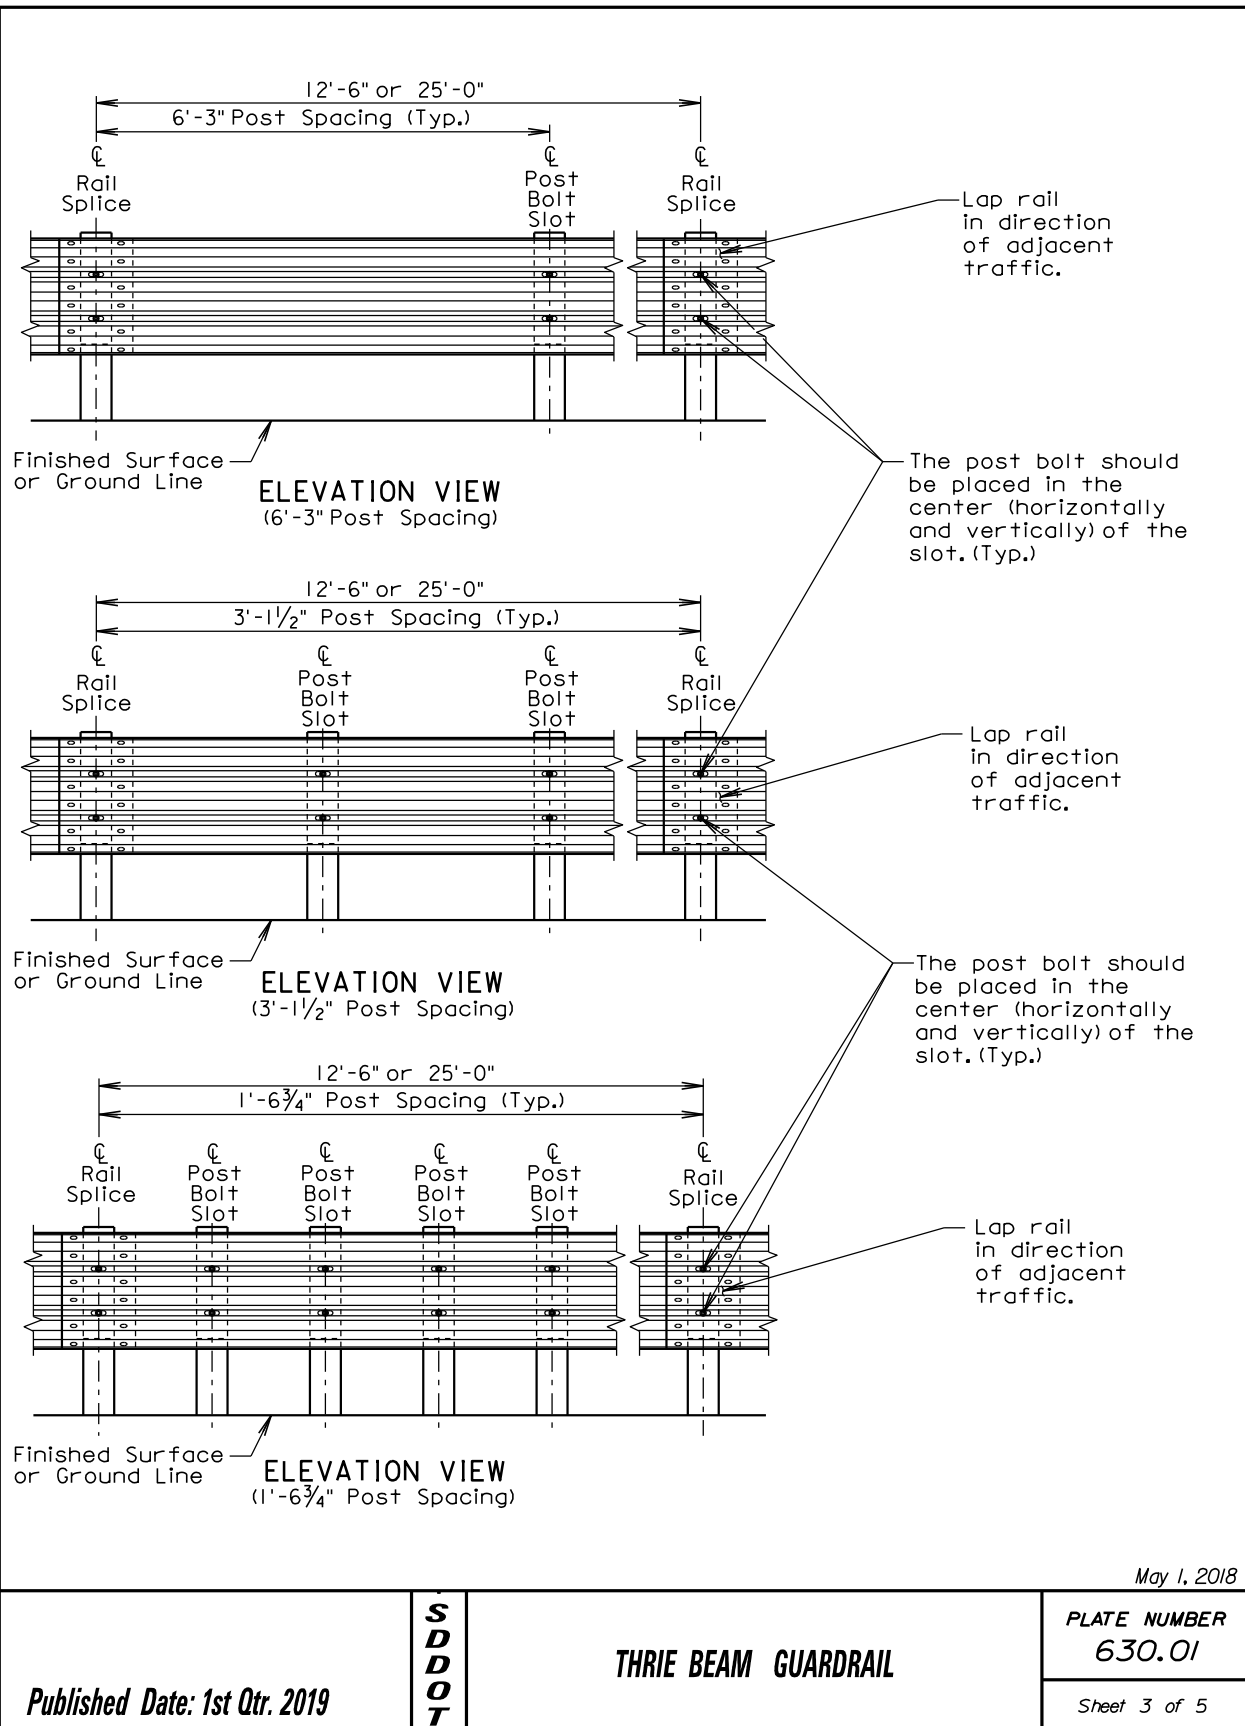 12'-6" or 25'-0"
6'-3" Post Spacing (Typ.)
℄
Rail
Splice
℄
Post
Bolt
Slot
℄
Rail
Splice
Lap rail
in direction
of adjacent
traffic.
Finished Surface
or Ground Line
ELEVATION VIEW
(6'-3" Post Spacing)
The post bolt should
be placed in the
center (horizontally
and vertically) of the
slot. (Typ.)
12'-6" or 25'-0"
3'-1½" Post Spacing (Typ.)
℄
Rail
Splice
℄
Post
Bolt
Slot
℄
Post
Bolt
Slot
℄
Rail
Splice
Lap rail
in direction
of adjacent
traffic.
Finished Surface
or Ground Line
ELEVATION VIEW
(3'-1½" Post Spacing)
The post bolt should
be placed in the
center (horizontally
and vertically) of the
slot. (Typ.)
12'-6" or 25'-0"
1'-6¾" Post Spacing (Typ.)
℄
Rail
Splice
℄
Post
Bolt
Slot
℄
Post
Bolt
Slot
℄
Post
Bolt
Slot
℄
Post
Bolt
Slot
℄
Rail
Splice
Lap rail
in direction
of adjacent
traffic.
Finished Surface
or Ground Line
ELEVATION VIEW
(1'-6¾" Post Spacing)
May 1, 2018
Published Date: 1st Qtr. 2019
S
D
D
O
T
THRIE BEAM GUARDRAIL
PLATE NUMBER
630.01
Sheet 3 of 5